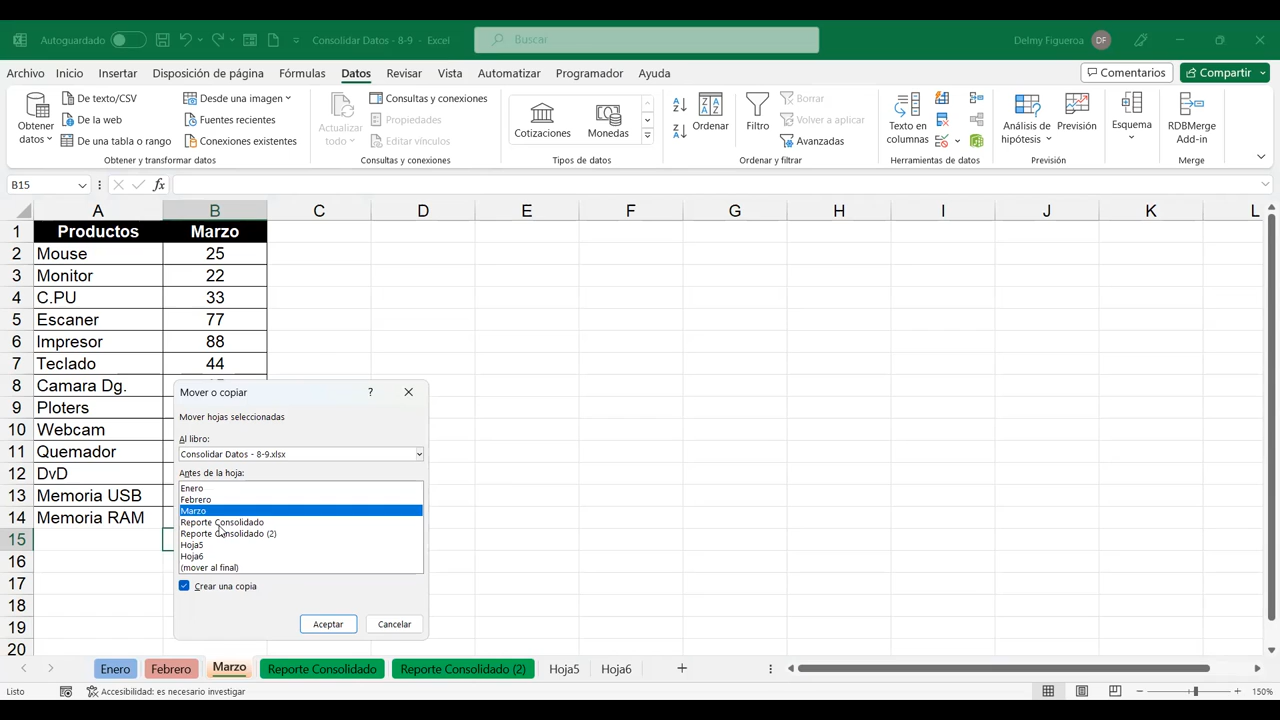 Autoguardado
Consolidar Datos - 8-9 - Excel
Buscar
Delmy Figueroa
DF
Archivo Inicio Insertar Disposición de página Fórmulas Datos Revisar Vista Automatizar Programador Ayuda
Comentarios
Compartir
Obtener datos
De texto/CSV
De la web
De una tabla o rango
Desde una imagen
Fuentes recientes
Conexiones existentes
Obtener y transformar datos
Actualizar todo
Consultas y conexiones
Propiedades
Editar vínculos
Consultas y conexiones
Cotizaciones
Monedas
Tipos de datos
Ordenar
Filtro
Borrar
Volver a aplicar
Avanzadas
Ordenar y filtrar
Texto en columnas
Herramientas de datos
Análisis de hipótesis
Previsión
Previsión
Esquema
RDBMerge Add-in
Merge
B15
fx
A B C D E F G H I J K L
1 Productos Marzo
2 Mouse 25
3 Monitor 22
4 C.PU 33
5 Escaner 77
6 Impresor 88
7 Teclado 44
8 Camara Dg.
9 Ploters
10 Webcam
11 Quemador
12 DvD
13 Memoria USB
14 Memoria RAM
15
16
17
18
19
20
Mover o copiar
?
Mover hojas seleccionadas
Al libro:
Consolidar Datos - 8-9.xlsx
Antes de la hoja:
Enero
Febrero
Marzo
Reporte Consolidado
Reporte Consolidado (2)
Hoja5
Hoja6
(mover al final)
Crear una copia
Aceptar Cancelar
Enero Febrero Marzo Reporte Consolidado Reporte Consolidado (2) Hoja5 Hoja6
Listo
Accesibilidad: es necesario investigar
150%